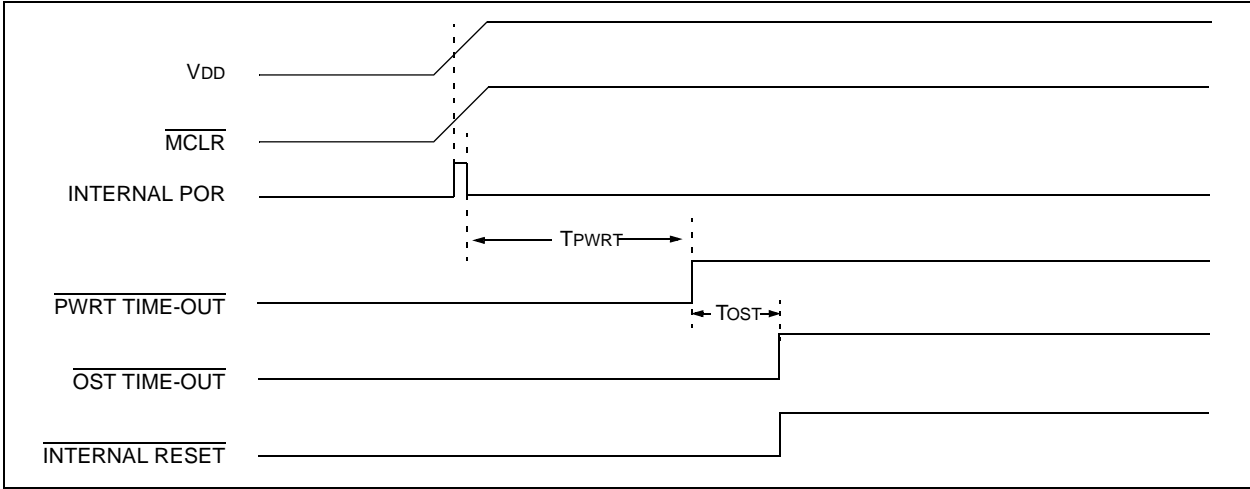 VDD
MCLR
INTERNAL POR
TPWRT
PWRT TIME-OUT
TOST
OST TIME-OUT
INTERNAL RESET